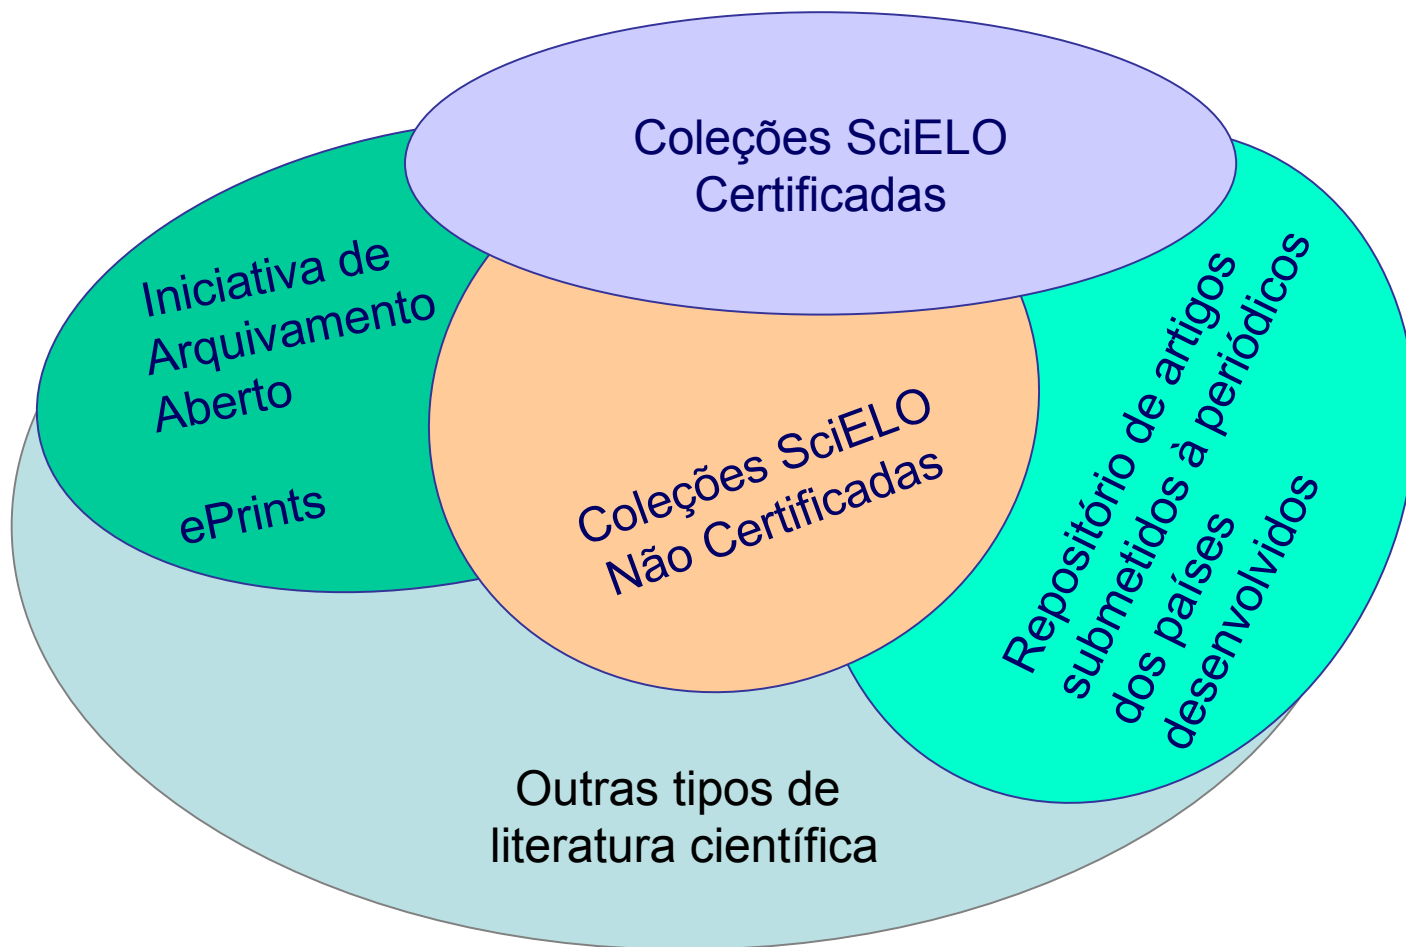 Coleções SciELO
Certificadas
Iniciativa de
Arquivamento
Aberto
ePrints
Coleções SciELO
Não Certificadas
Repositório de artigos
submetidos à periódicos
dos países
desenvolvidos
Outras tipos de
literatura científica